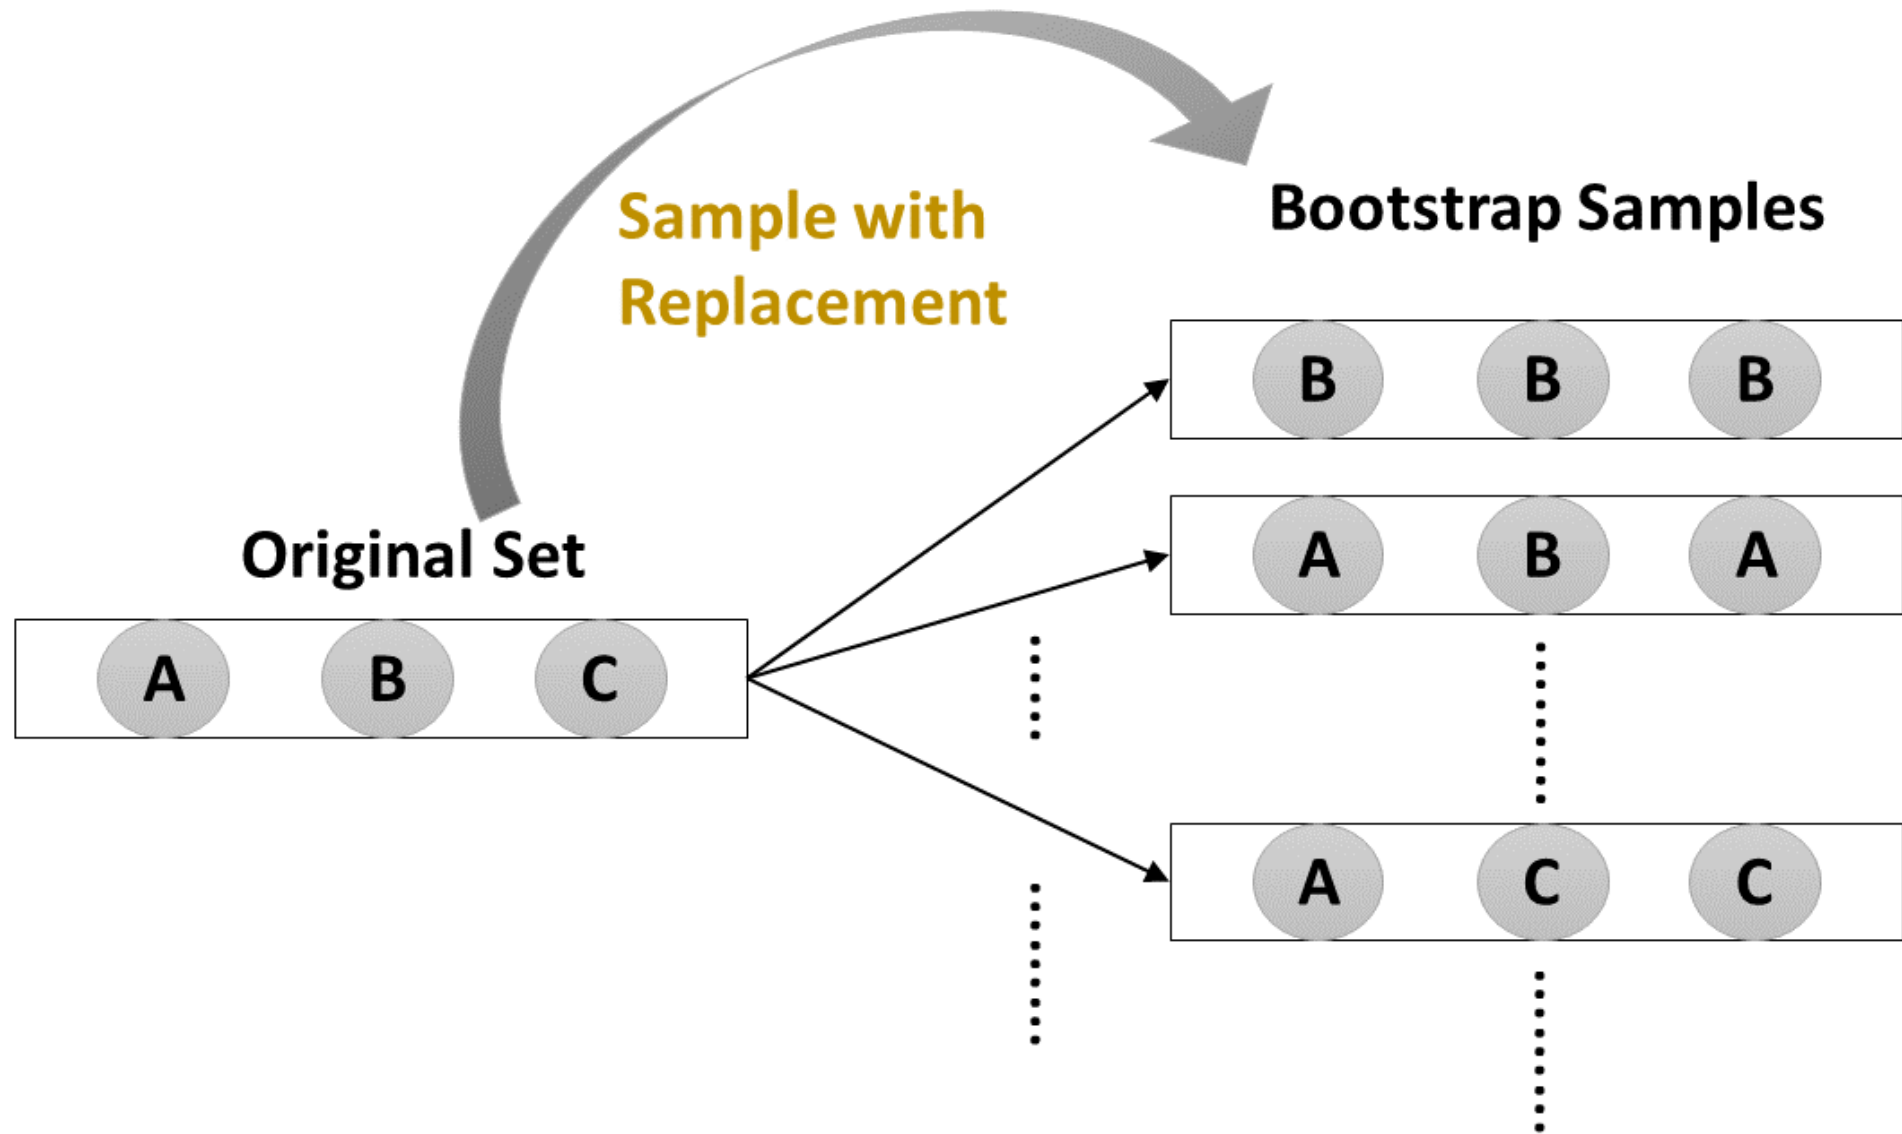 Sample with
Replacement
Bootstrap Samples
B B B
A B A
Original Set
A B C
A C C